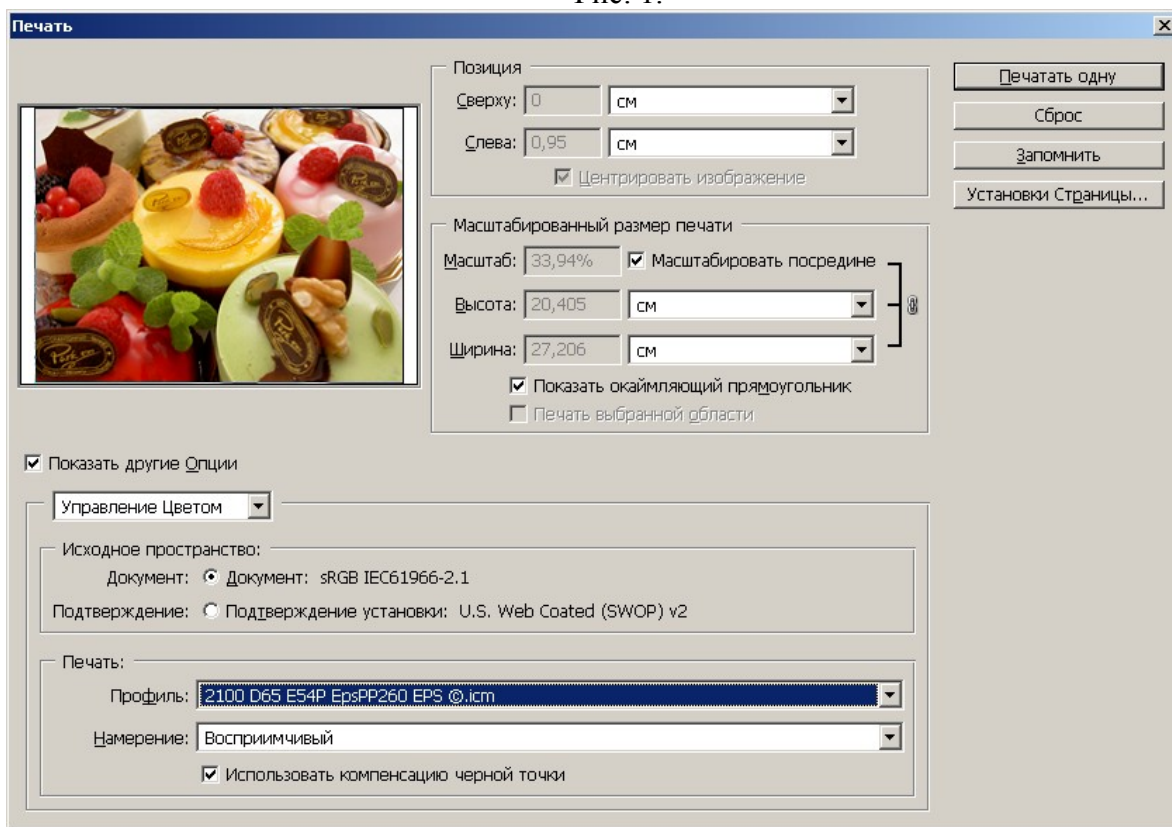 Рис. 1.
Печать
Позиция
Сверху: 0 см
Слева: 0,95 см
Центрировать изображение
Масштабированный размер печати
Масштаб: 33,94% Масштабировать посредине
Высота: 20,405 см
Ширина: 27,206 см
Показать окаймляющий прямоугольник
Печать выбранной области
Печатать одну
Сброс
Запомнить
Установки Страницы...
Показать другие Опции
Управление Цветом
Исходное пространство:
Документ: Документ: sRGB IEC61966-2.1
Подтверждение: Подтверждение установки: U.S. Web Coated (SWOP) v2
Печать:
Профиль: 2100 D65 E54P EpsPP260 EPS ©.icm
Намерение: Восприимчивый
Использовать компенсацию черной точки